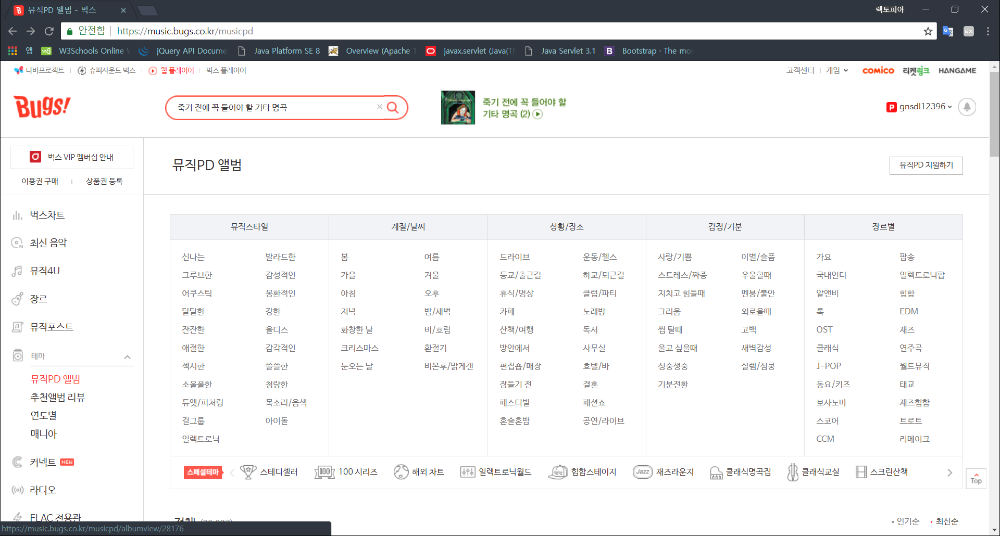 뮤직PD 앨범 - 벅스
렉토피아
안전함 https://music.bugs.co.kr/musicpd
앱 W3Schools Online jQuery API Docume Java Platform SE 8 Overview (Apache javax.servlet (Java(T Java Servlet 3.1 Bootstrap · The mos
나비프로젝트 슈퍼사운드 벅스 웹 플레이어 벅스 플레이어 고객센터 게임 COMICO 티켓링크 HANGAME
Bugs! 죽기 전에 꼭 들어야 할 기타 명곡
죽기 전에 꼭 들어야 할
기타 명곡 (2)
gnsdl12396
벅스 VIP 멤버십 안내
이용권 구매 상품권 등록
벅스차트
최신 음악
뮤직4U
장르
뮤직포스트
테마
뮤직PD 앨범
추천앨범 리뷰
연도별
매니아
커넥트 NEW
라디오
FLAC 전용관
뮤직PD 앨범 뮤직PD 지원하기
뮤직스타일 계절/날씨 상황/장소 감정/기분 장르별
신나는 발라드한 봄 여름 드라이브 운동/헬스 사랑/기쁨 이별/슬픔 가요 팝송
그루브한 감성적인 가을 겨울 등교/출근길 하교/퇴근길 스트레스/짜증 우울할때 국내인디 일렉트로닉팝
어쿠스틱 몽환적인 아침 오후 휴식/명상 클럽/파티 지치고 힘들때 멘붕/불안 알앤비 힙합
달달한 강한 저녁 밤/새벽 카페 노래방 그리움 외로울때 록 EDM
잔잔한 올디스 화창한 날 비/흐림 산책/여행 독서 썸 탈때 고백 OST 재즈
애절한 감각적인 크리스마스 환절기 방안에서 사무실 울고 싶을때 새벽감성 클래식 연주곡
섹시한 쓸쓸한 눈오는 날 비온후/맑게갠 편집숍/매장 호텔/바 싱숭생숭 설렘/심쿵 J-POP 월드뮤직
소울풀한 청량한 잠들기 전 결혼 기분전환 동요/키즈 태교
듀엣/피처링 목소리/음색 페스티벌 패션쇼 보사노바 재즈힙합
걸그룹 아이돌 혼술혼밥 공연/라이브 스코어 트로트
일렉트로닉 CCM 리메이크
스페셜테마 스테디셀러 100 100 시리즈 해외 차트 일렉트로닉월드 힙합스테이지 Jazz 재즈라운지 클래식명곡집 클래식교실 스크린산책
Top
인기순 최신순
https://music.bugs.co.kr/musicpd/albumview/28176